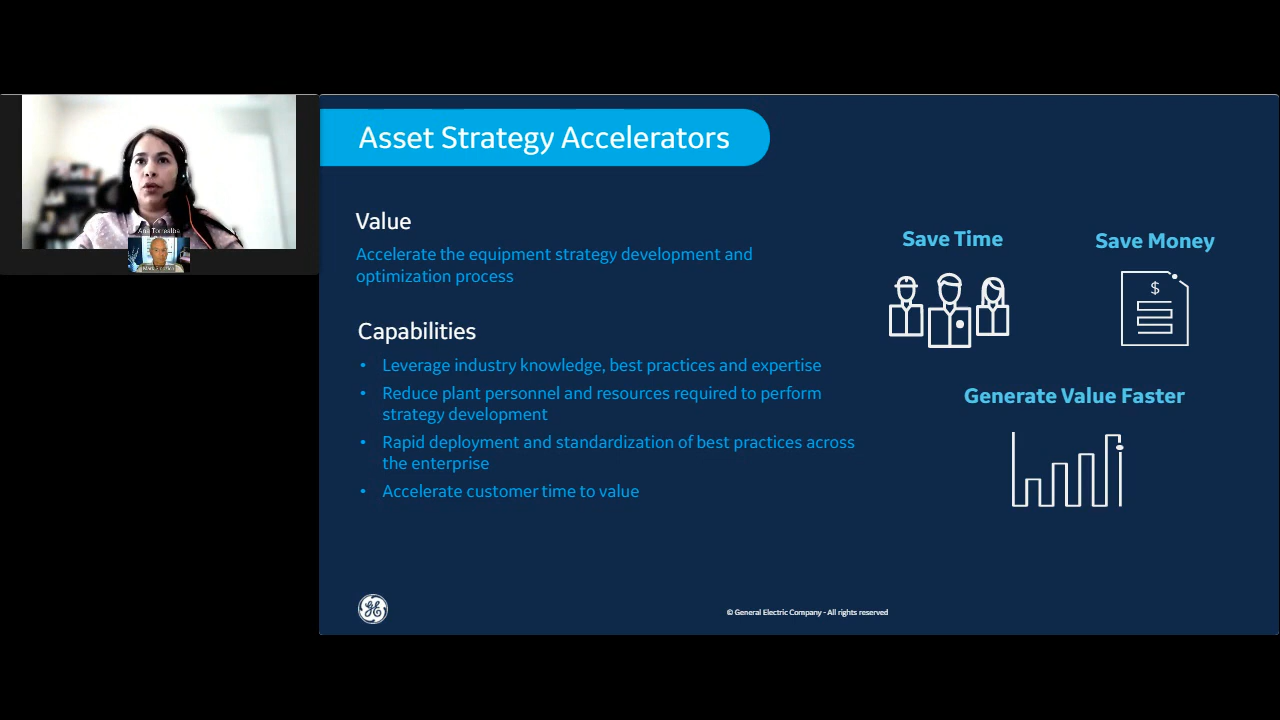 Asset Strategy Accelerators
Ana Torrealba
Value
Accelerate the equipment strategy development and
optimization process
Capabilities
• Leverage industry knowledge, best practices and expertise
• Reduce plant personnel and resources required to perform
strategy development
• Rapid deployment and standardization of best practices across
the enterprise
• Accelerate customer time to value
Save Time
Save Money
$
Generate Value Faster
GE
© General Electric Company - All rights reserved